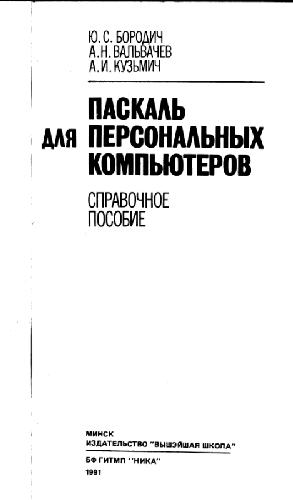 Ю. С. БОРОДИЧ
А. Н. ВАЛЬВАЧЕВ
А. И. КУЗЬМИЧ
ПАСКАЛЬ
ДЛЯ ПЕРСОНАЛЬНЫХ
КОМПЬЮТЕРОВ
СПРАВОЧНОЕ
ПОСОБИЕ
МИНСК
ИЗДАТЕЛЬСТВО "ВЫШЭЙШАЯ ШКОЛА"
БФ ГИТМП "НИКА"
1991